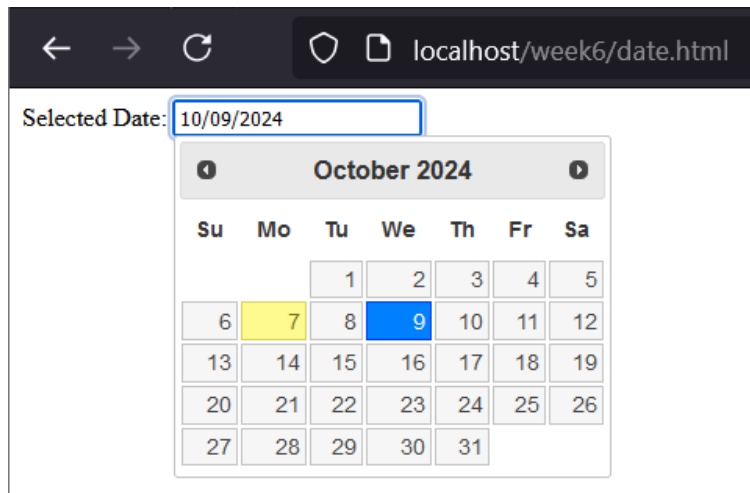 localhost/week6/date.html
Selected Date: 10/09/2024
October 2024
Su Mo Tu We Th Fr Sa
1 2 3 4 5
6 7 8 9 10 11 12
13 14 15 16 17 18 19
20 21 22 23 24 25 26
27 28 29 30 31